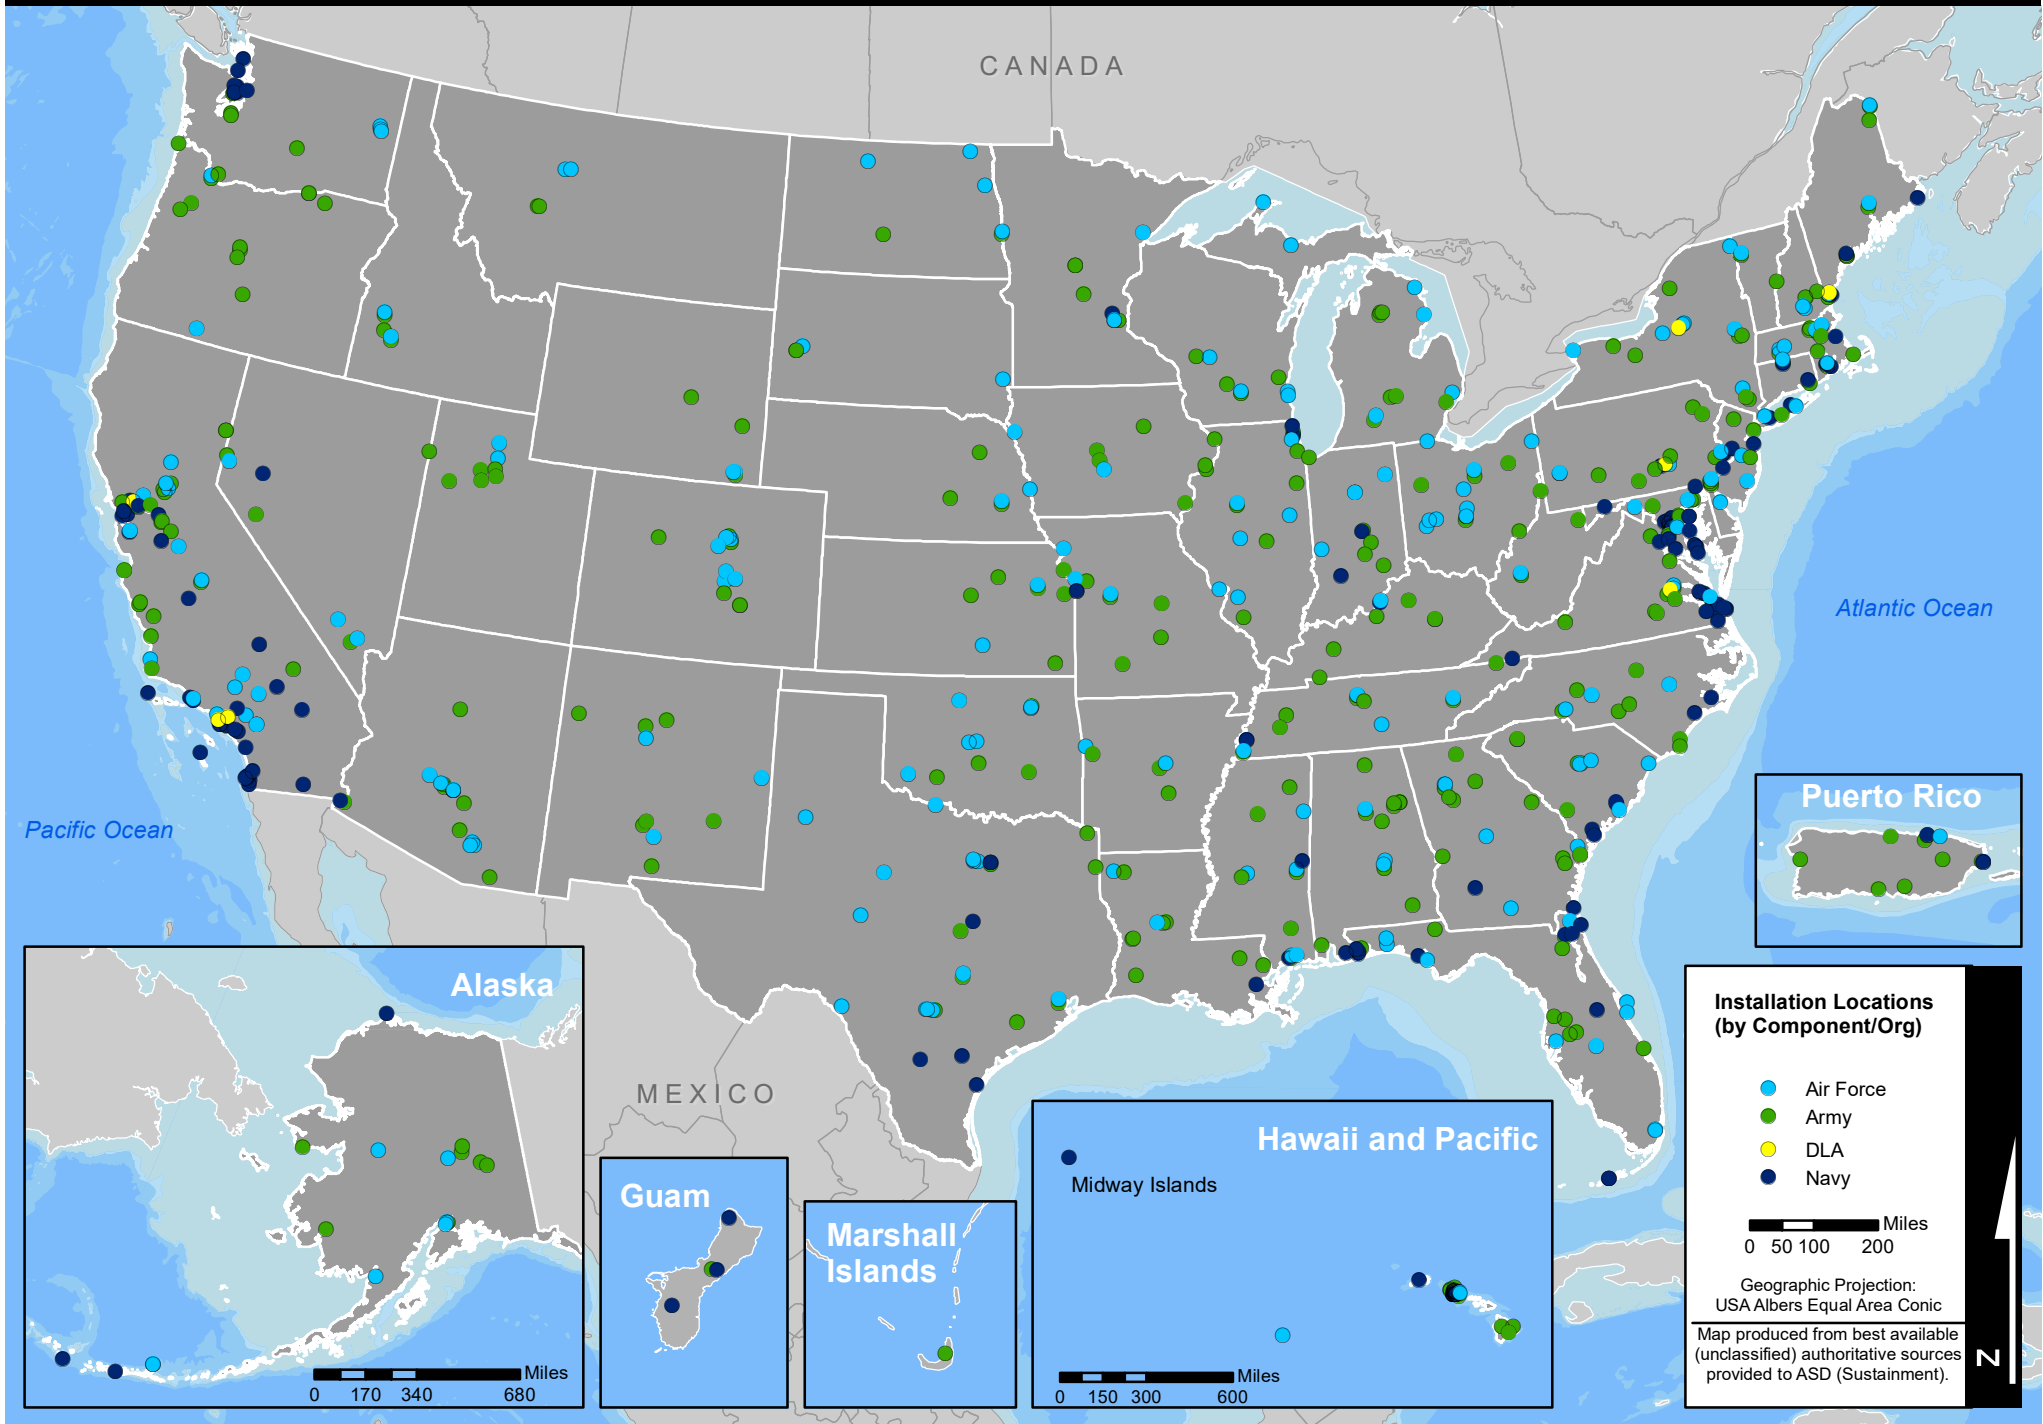 CANADA
Atlantic Ocean
Pacific Ocean
Puerto Rico
Alaska
Installation Locations
(by Component/Org)
Air Force
Army
DLA
Navy
Miles
0 50 100 200
Geographic Projection:
USA Albers Equal Area Conic
Map produced from best available
(unclassified) authoritative sources
provided to ASD (Sustainment).
N
MEXICO
Hawaii and Pacific
Midway Islands
Guam
Marshall
Islands
Miles
0 170 340 680
Miles
0 150 300 600